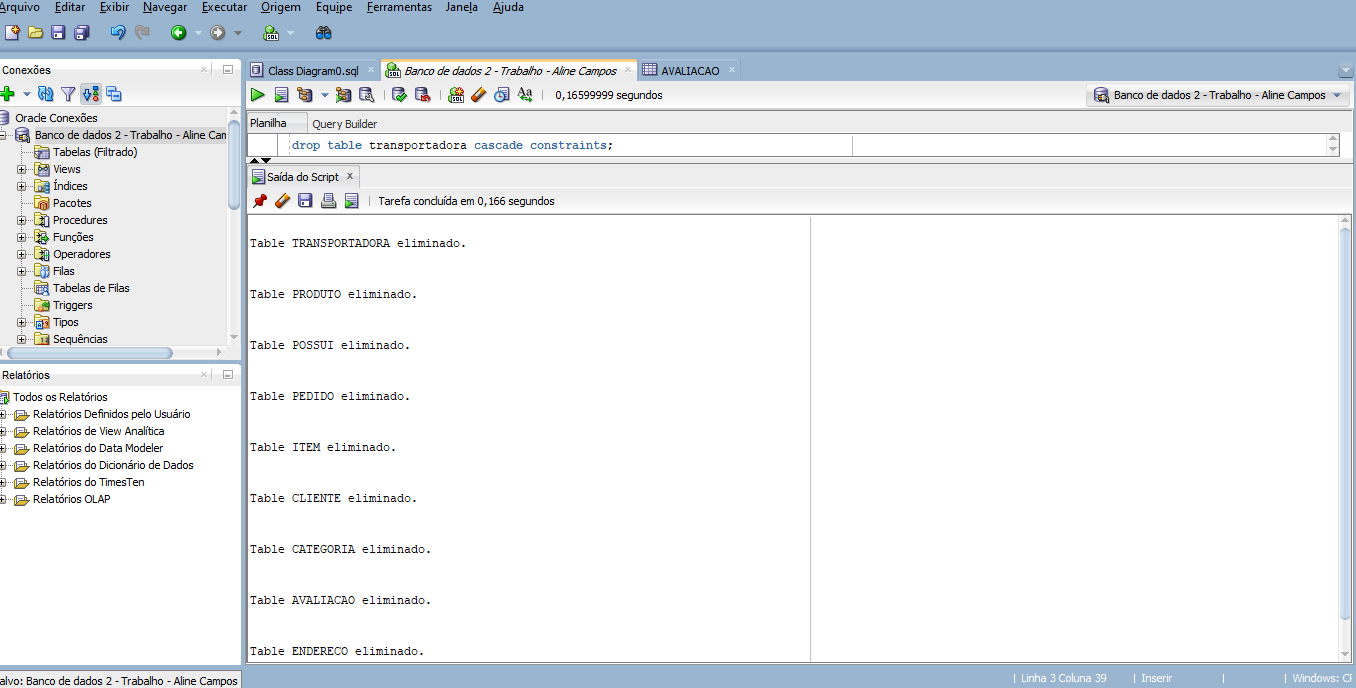 Arquivo Editar Exibir Navegar Executar Origem Equipe Ferramentas Janela Ajuda
Conexões
Class Diagram0.sql
Banco de dados 2 - Trabalho - Aline Campos
AVALIACAO
0,16599999 segundos
Banco de dados 2 - Trabalho - Aline Campos
Planilha
Query Builder
drop table transportadora cascade constraints;
Oracle Conexões
Banco de dados 2 - Trabalho - Aline Cam
Tabelas (Filtrado)
Views
Índices
Pacotes
Procedures
Funções
Operadores
Filas
Tabelas de Filas
Triggers
Tipos
Sequências
Relatórios
Todos os Relatórios
Relatórios Definidos pelo Usuário
Relatórios de View Analítica
Relatórios do Data Modeler
Relatórios do Dicionário de Dados
Relatórios do TimesTen
Relatórios OLAP
Saída do Script
Tarefa concluída em 0,166 segundos
Table TRANSPORTADORA eliminado.
Table PRODUTO eliminado.
Table POSSUI eliminado.
Table PEDIDO eliminado.
Table ITEM eliminado.
Table CLIENTE eliminado.
Table CATEGORIA eliminado.
Table AVALIACAO eliminado.
Table ENDERECO eliminado.
alvo: Banco de dados 2 - Trabalho - Aline Campos
Linha 3 Coluna 39
Inserir
Windows: CF